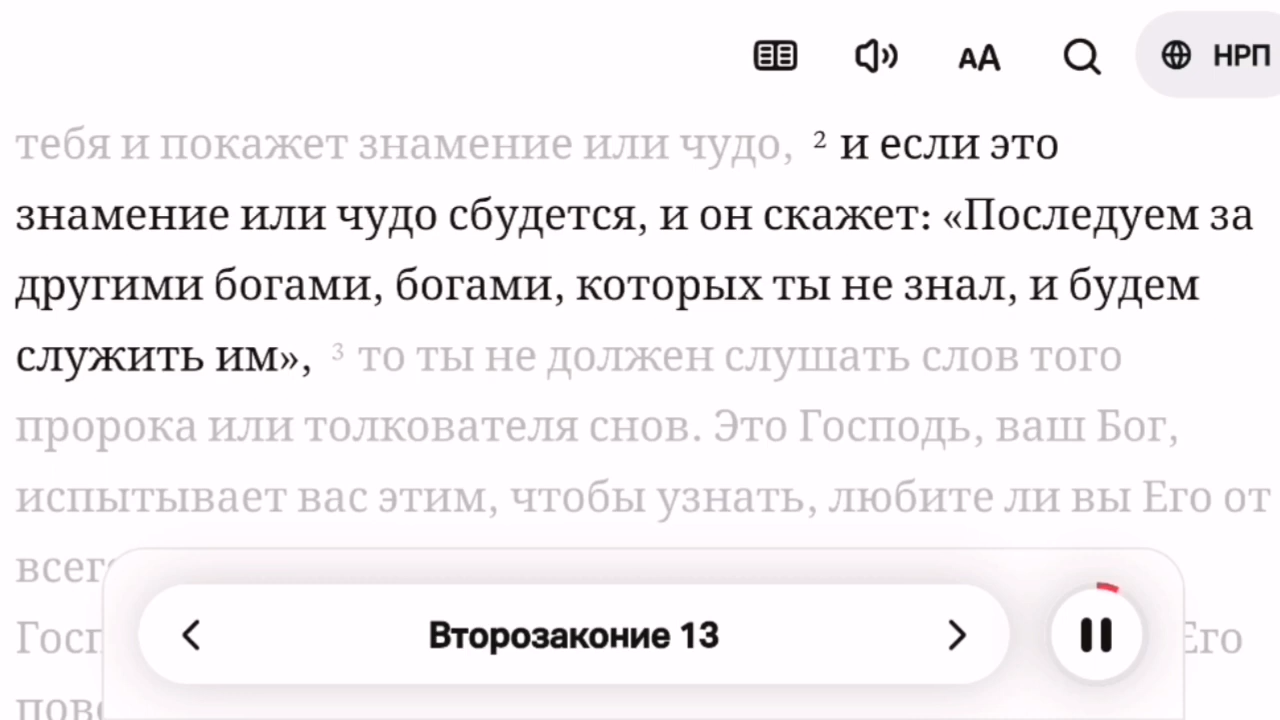 AA
НРП
тебя и покажет знамение или чудо, 2 и если это
знамение или чудо сбудется, и он скажет: «Последуем за
другими богами, богами, которых ты не знал, и будем
служить им», 3 то ты не должен слушать слов того
пророка или толкователя снов. Это Господь, ваш Бог,
испытывает вас этим, чтобы узнать, любите ли вы Его от
Его
Второзаконие 13